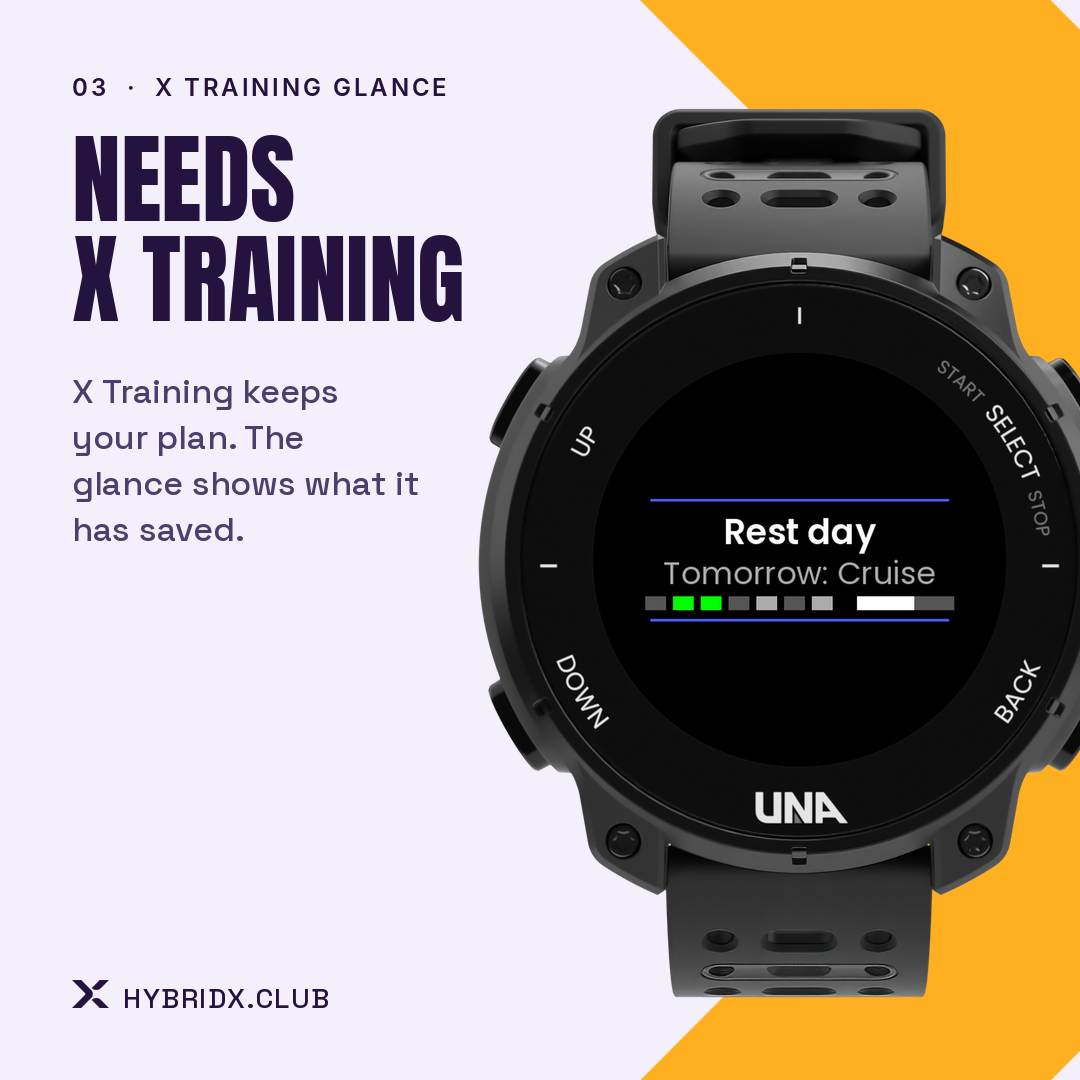 03 · X TRAINING GLANCE
NEEDS
X TRAINING
X Training keeps
your plan. The
glance shows what it
has saved.
START
SELECT
STOP
UP
Rest day
Tomorrow: Cruise
DOWN
BACK
UNA
HYBRIDX.CLUB